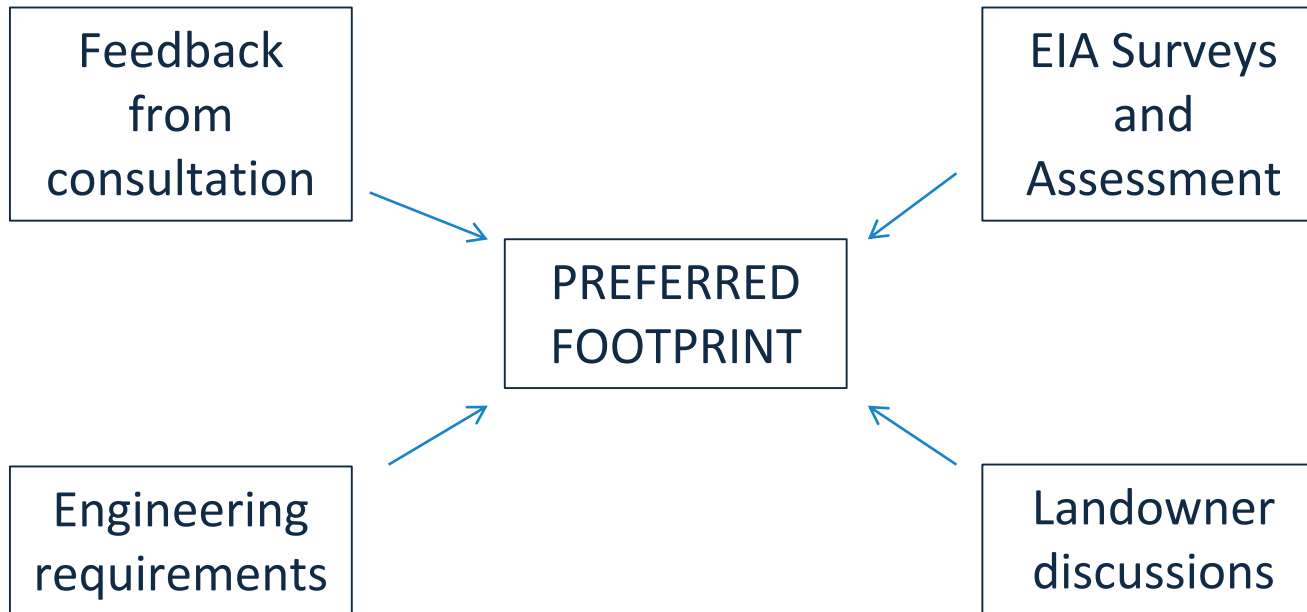 Feedback
from
consultation
EIA Surveys
and
Assessment
PREFERRED
FOOTPRINT
Engineering
requirements
Landowner
discussions